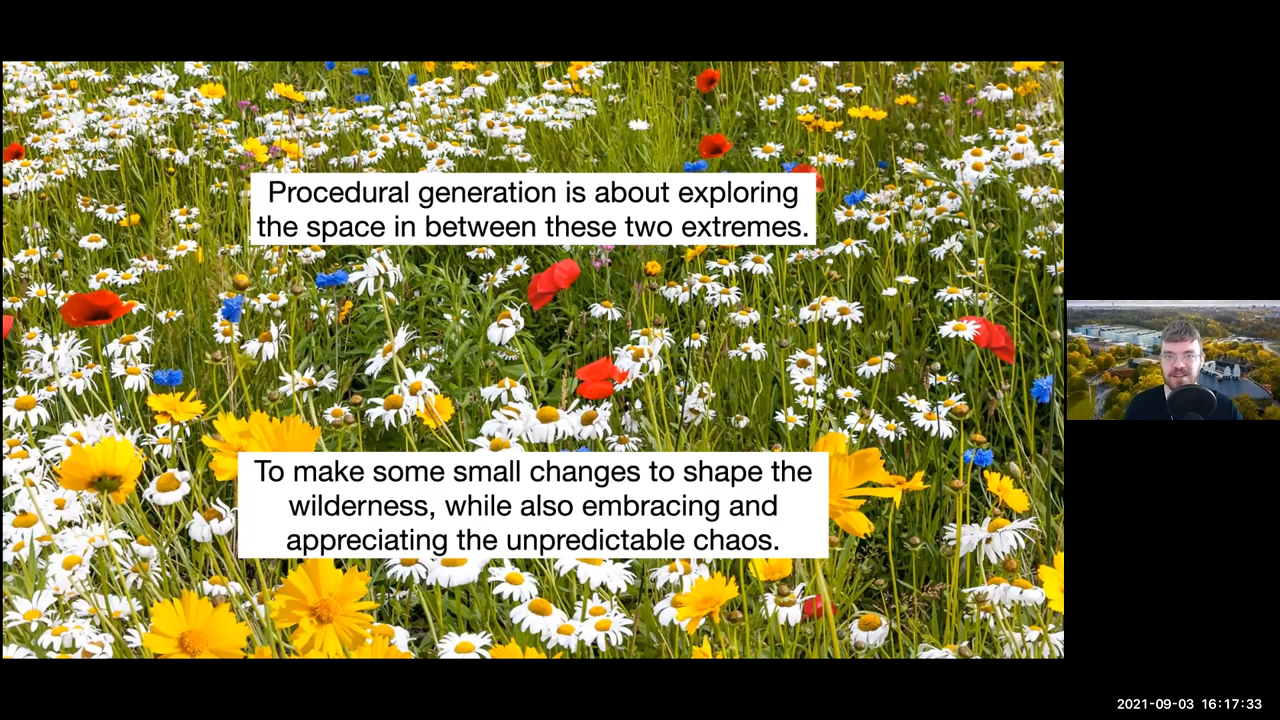 Procedural generation is about exploring
the space in between these two extremes.
To make some small changes to shape the
wilderness, while also embracing and
appreciating the unpredictable chaos.
2021-09-03 16:17:33